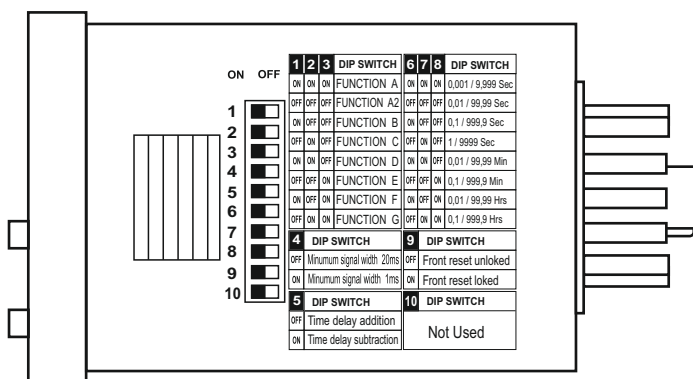 ON OFF
1
2
3
4
5
6
7
8
9
10
1 2 3 DIP SWITCH 6 7 8 DIP SWITCH
ON ON ON FUNCTION A ON ON ON 0,001 / 9,999 Sec
OFF OFF OFF FUNCTION A2 OFF OFF OFF 0,01 / 99,99 Sec
ON OFF OFF FUNCTION B ON OFF OFF 0,1 / 999,9 Sec
OFF ON OFF FUNCTION C OFF ON OFF 1 / 9999 Sec
ON ON OFF FUNCTION D ON ON OFF 0,01 / 99,99 Min
OFF OFF ON FUNCTION E OFF OFF ON 0,1 / 999,9 Min
ON OFF ON FUNCTION F ON OFF ON 0,01 / 99,99 Hrs
OFF ON ON FUNCTION G OFF ON ON 0,1 / 999,9 Hrs
4 DIP SWITCH 9 DIP SWITCH
OFF Minumum signal width 20ms OFF Front reset unloked
ON Minumum signal width 1ms ON Front reset loked
5 DIP SWITCH 10 DIP SWITCH
OFF Time delay addition Not Used
ON Time delay subtraction